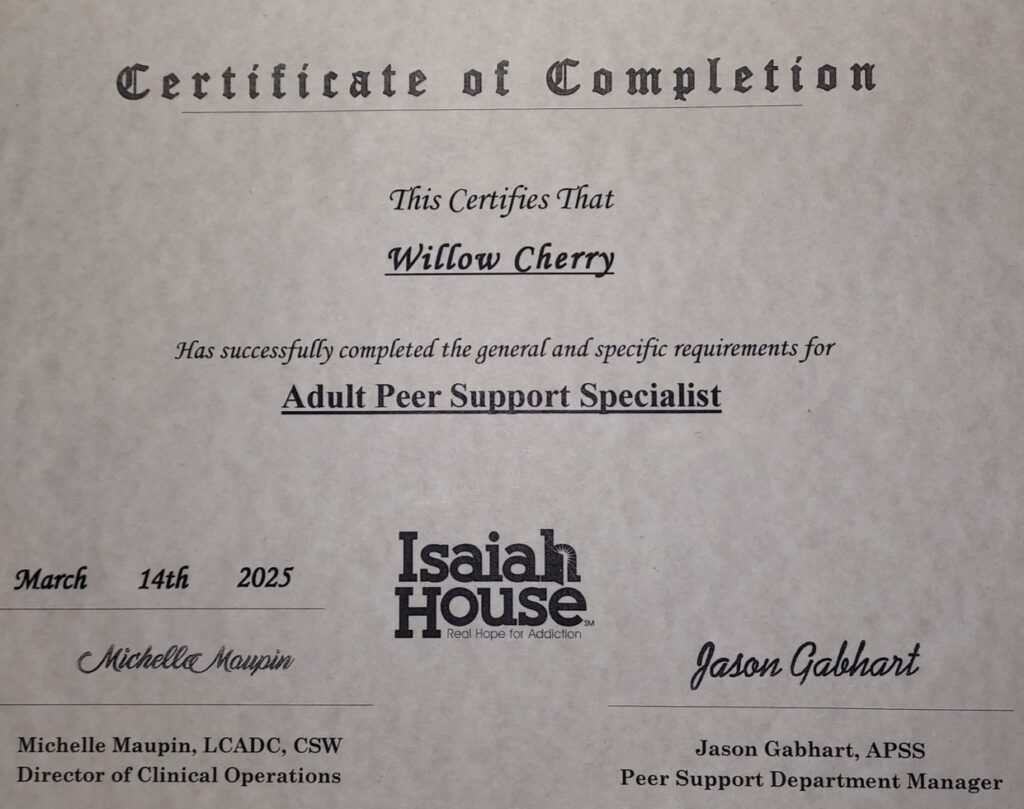 Certificate of Completion
This Certifies That
Willow Cherry
Has successfully completed the general and specific requirements for
Adult Peer Support Specialist
March 14th 2025
Isaiah
House SM
Real Hope for Addiction
Michelle Maupin
Michelle Maupin, LCADC, CSW
Director of Clinical Operations
Jason Gabhart
Jason Gabhart, APSS
Peer Support Department Manager